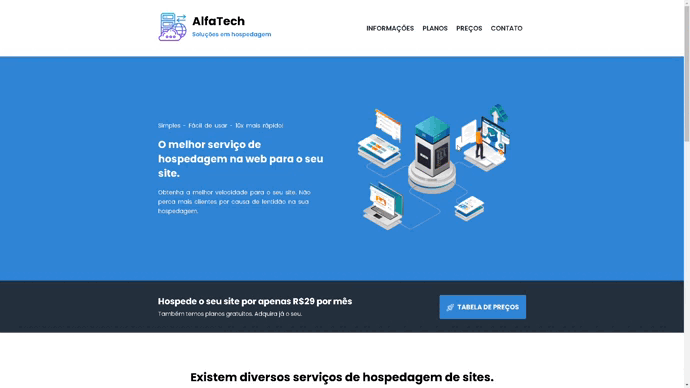 AlfaTech
Soluções em hospedagem
INFORMAÇÕES
PLANOS
PREÇOS
CONTATO
Simples - Fácil de usar - 10x mais rápido!
O melhor serviço de
hospedagem na web para o seu
site.
Obtenha a melhor velocidade para o seu site. Não
perca mais clientes por causa de lentidão na sua
hospedagem.
Hospede o seu site por apenas R$29 por mês
Também temos planos gratuitos. Adquira já o seu.
TABELA DE PREÇOS
Existem diversos serviços de hospedagem de sites.